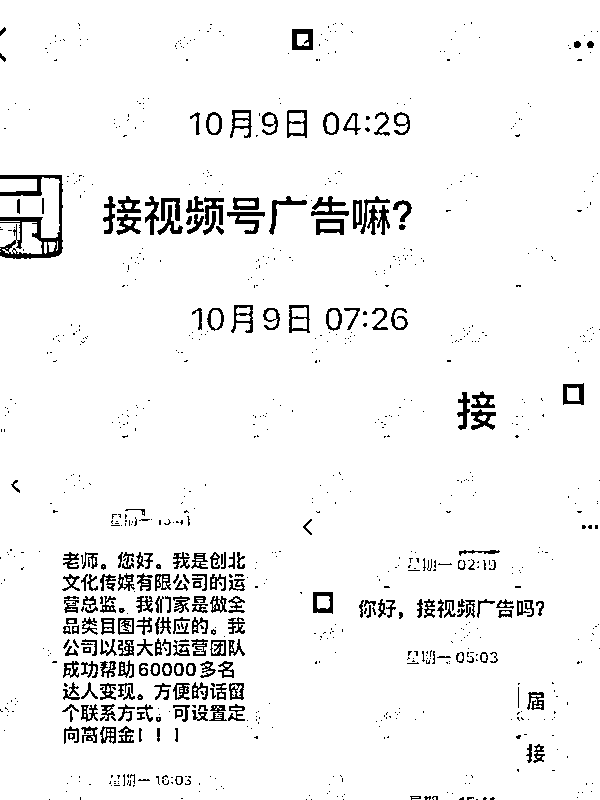 10月9日 04:29
接视频号广告嘛?
10月9日 07:26
接
老师。您好。我是创北
文化传媒有限公司的运
营总监。我们家是做全
品类目图书供应的。我
公司以强大的运营团队
成功帮助60000多名
达人变现。方便的话留
个联系方式。可设置定
向高佣金！！！
星期一 16:03
星期一 02:19
你好，接视频广告吗?
星期一 05:03
届
接